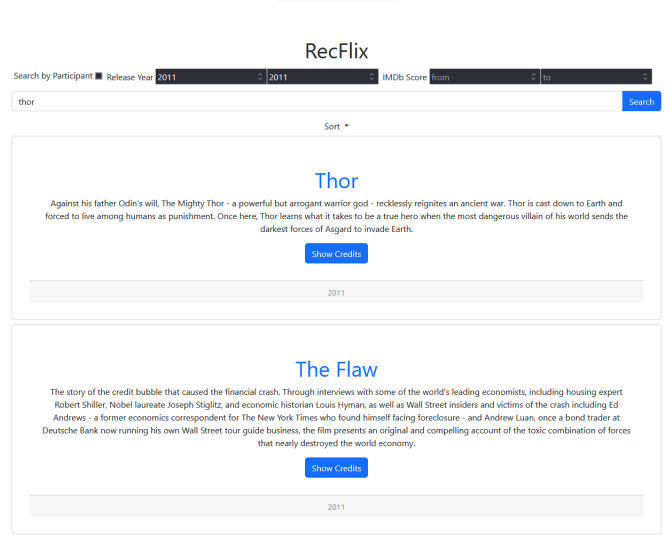 RecFlix
Search by Participant Release Year 2011 2011 IMDb Score from to
thor Search
Sort
Thor
Against his father Odin's will, The Mighty Thor - a powerful but arrogant warrior god - recklessly reignites an ancient war. Thor is cast down to Earth and
forced to live among humans as punishment. Once here, Thor learns what it takes to be a true hero when the most dangerous villain of his world sends the
darkest forces of Asgard to invade Earth.
Show Credits
2011
The Flaw
The story of the credit bubble that caused the financial crash. Through interviews with some of the world's leading economists, including housing expert
Robert Shiller, Nobel laureate Joseph Stiglitz, and economic historian Louis Hyman, as well as Wall Street insiders and victims of the crash including Ed
Andrews - a former economics correspondent for The New York Times who found himself facing foreclosure - and Andrew Luan, once a bond trader at
Deutsche Bank now running his own Wall Street tour guide business, the film presents an original and compelling account of the toxic combination of forces
that nearly destroyed the world economy.
Show Credits
2011